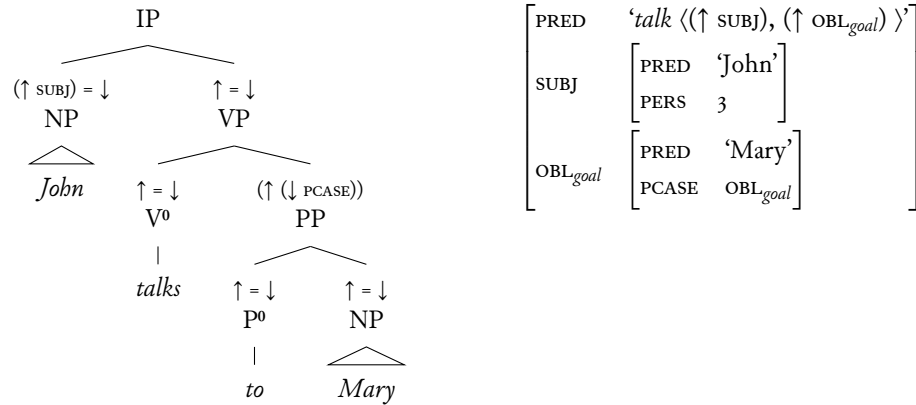 IP
(↑ SUBJ) = ↓
↑ = ↓
NP
VP
John
↑ = ↓
(↑ (↓ PCASE))
V⁰
PP
talks
↑ = ↓
↑ = ↓
P⁰
NP
to
Mary
PRED ‘talk ⟨(↑ SUBJ), (↑ OBLgoal) ⟩’
SUBJ
PRED ‘John’
PERS 3
OBLgoal
PRED ‘Mary’
PCASE OBLgoal